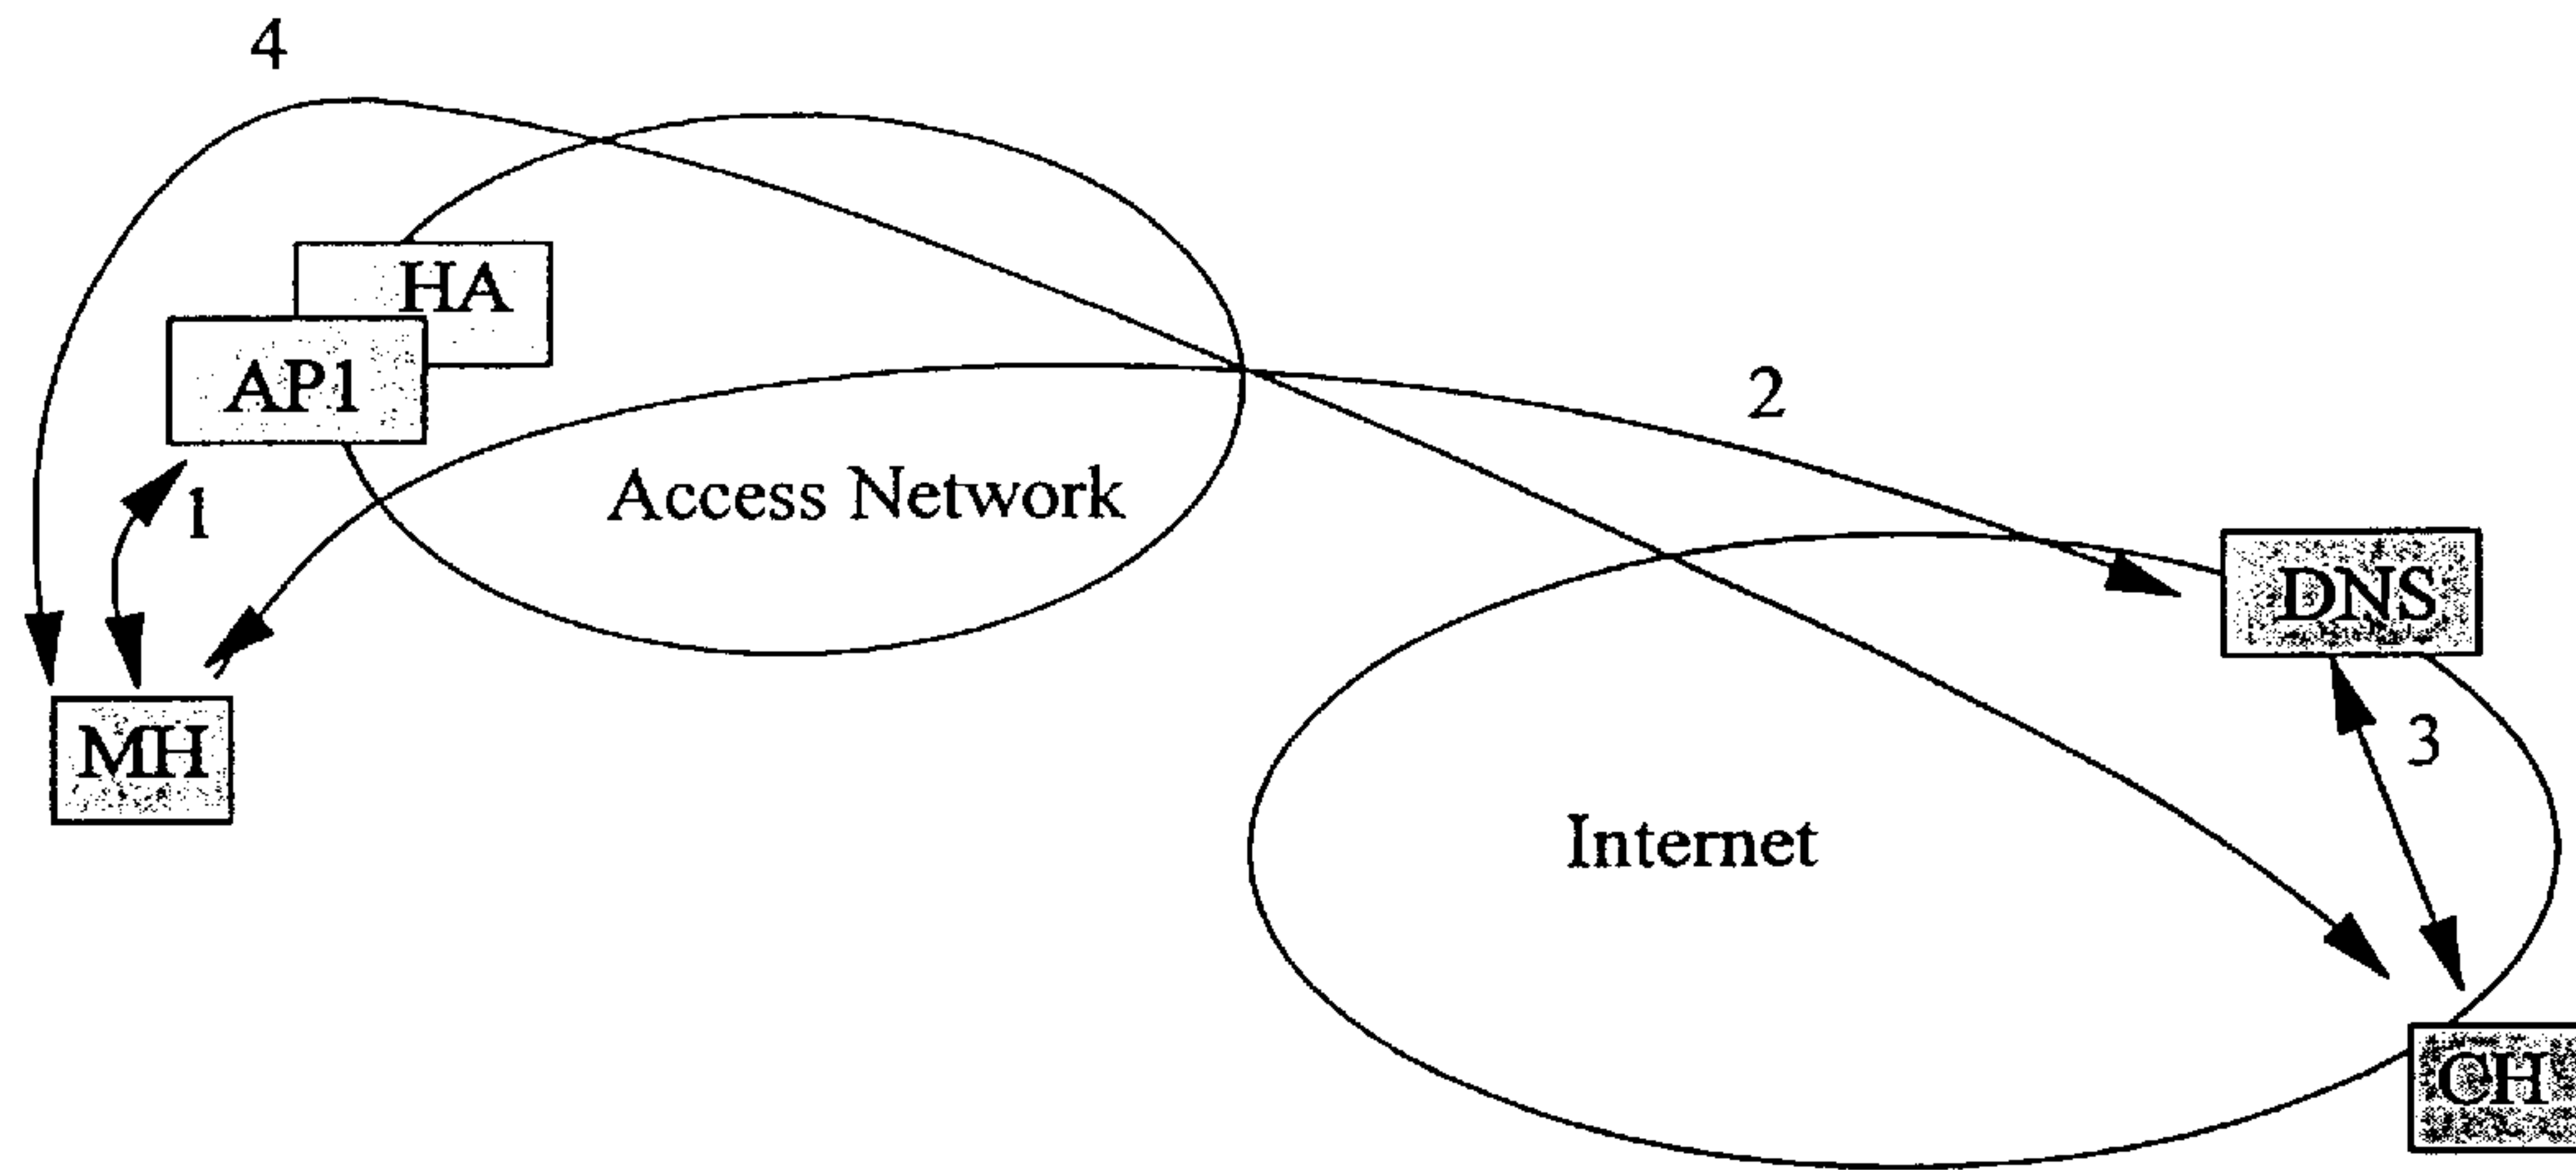 4
HA
AP1
2
1
Access Network
DNS
MH
3
Internet
CH